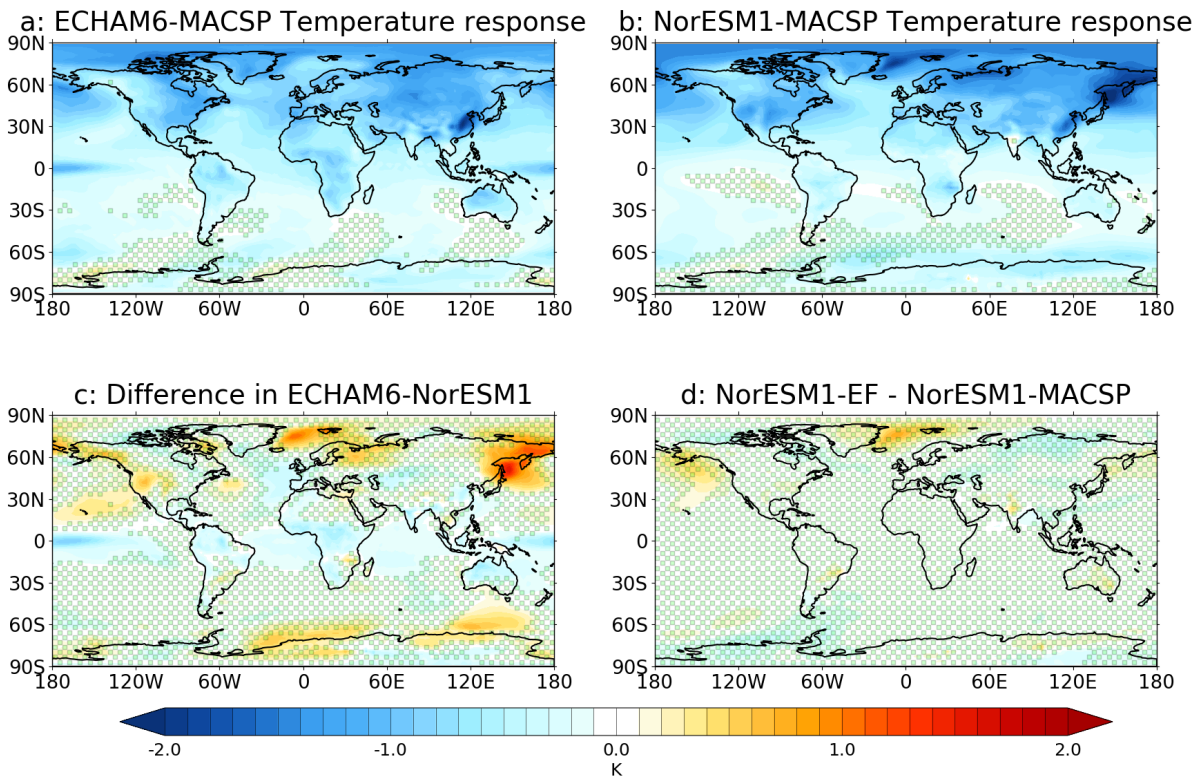 a: ECHAM6-MACSP Temperature response
b: NorESM1-MACSP Temperature response
90N
60N
30N
0
30S
60S
90S
180 120W 60W 0 60E 120E 180
90N
60N
30N
0
30S
60S
90S
180 120W 60W 0 60E 120E 180
c: Difference in ECHAM6-NorESM1
d: NorESM1-EF - NorESM1-MACSP
90N
60N
30N
0
30S
60S
90S
180 120W 60W 0 60E 120E 180
90N
60N
30N
0
30S
60S
90S
180 120W 60W 0 60E 120E 180
-2.0 -1.0 0.0 1.0 2.0
K